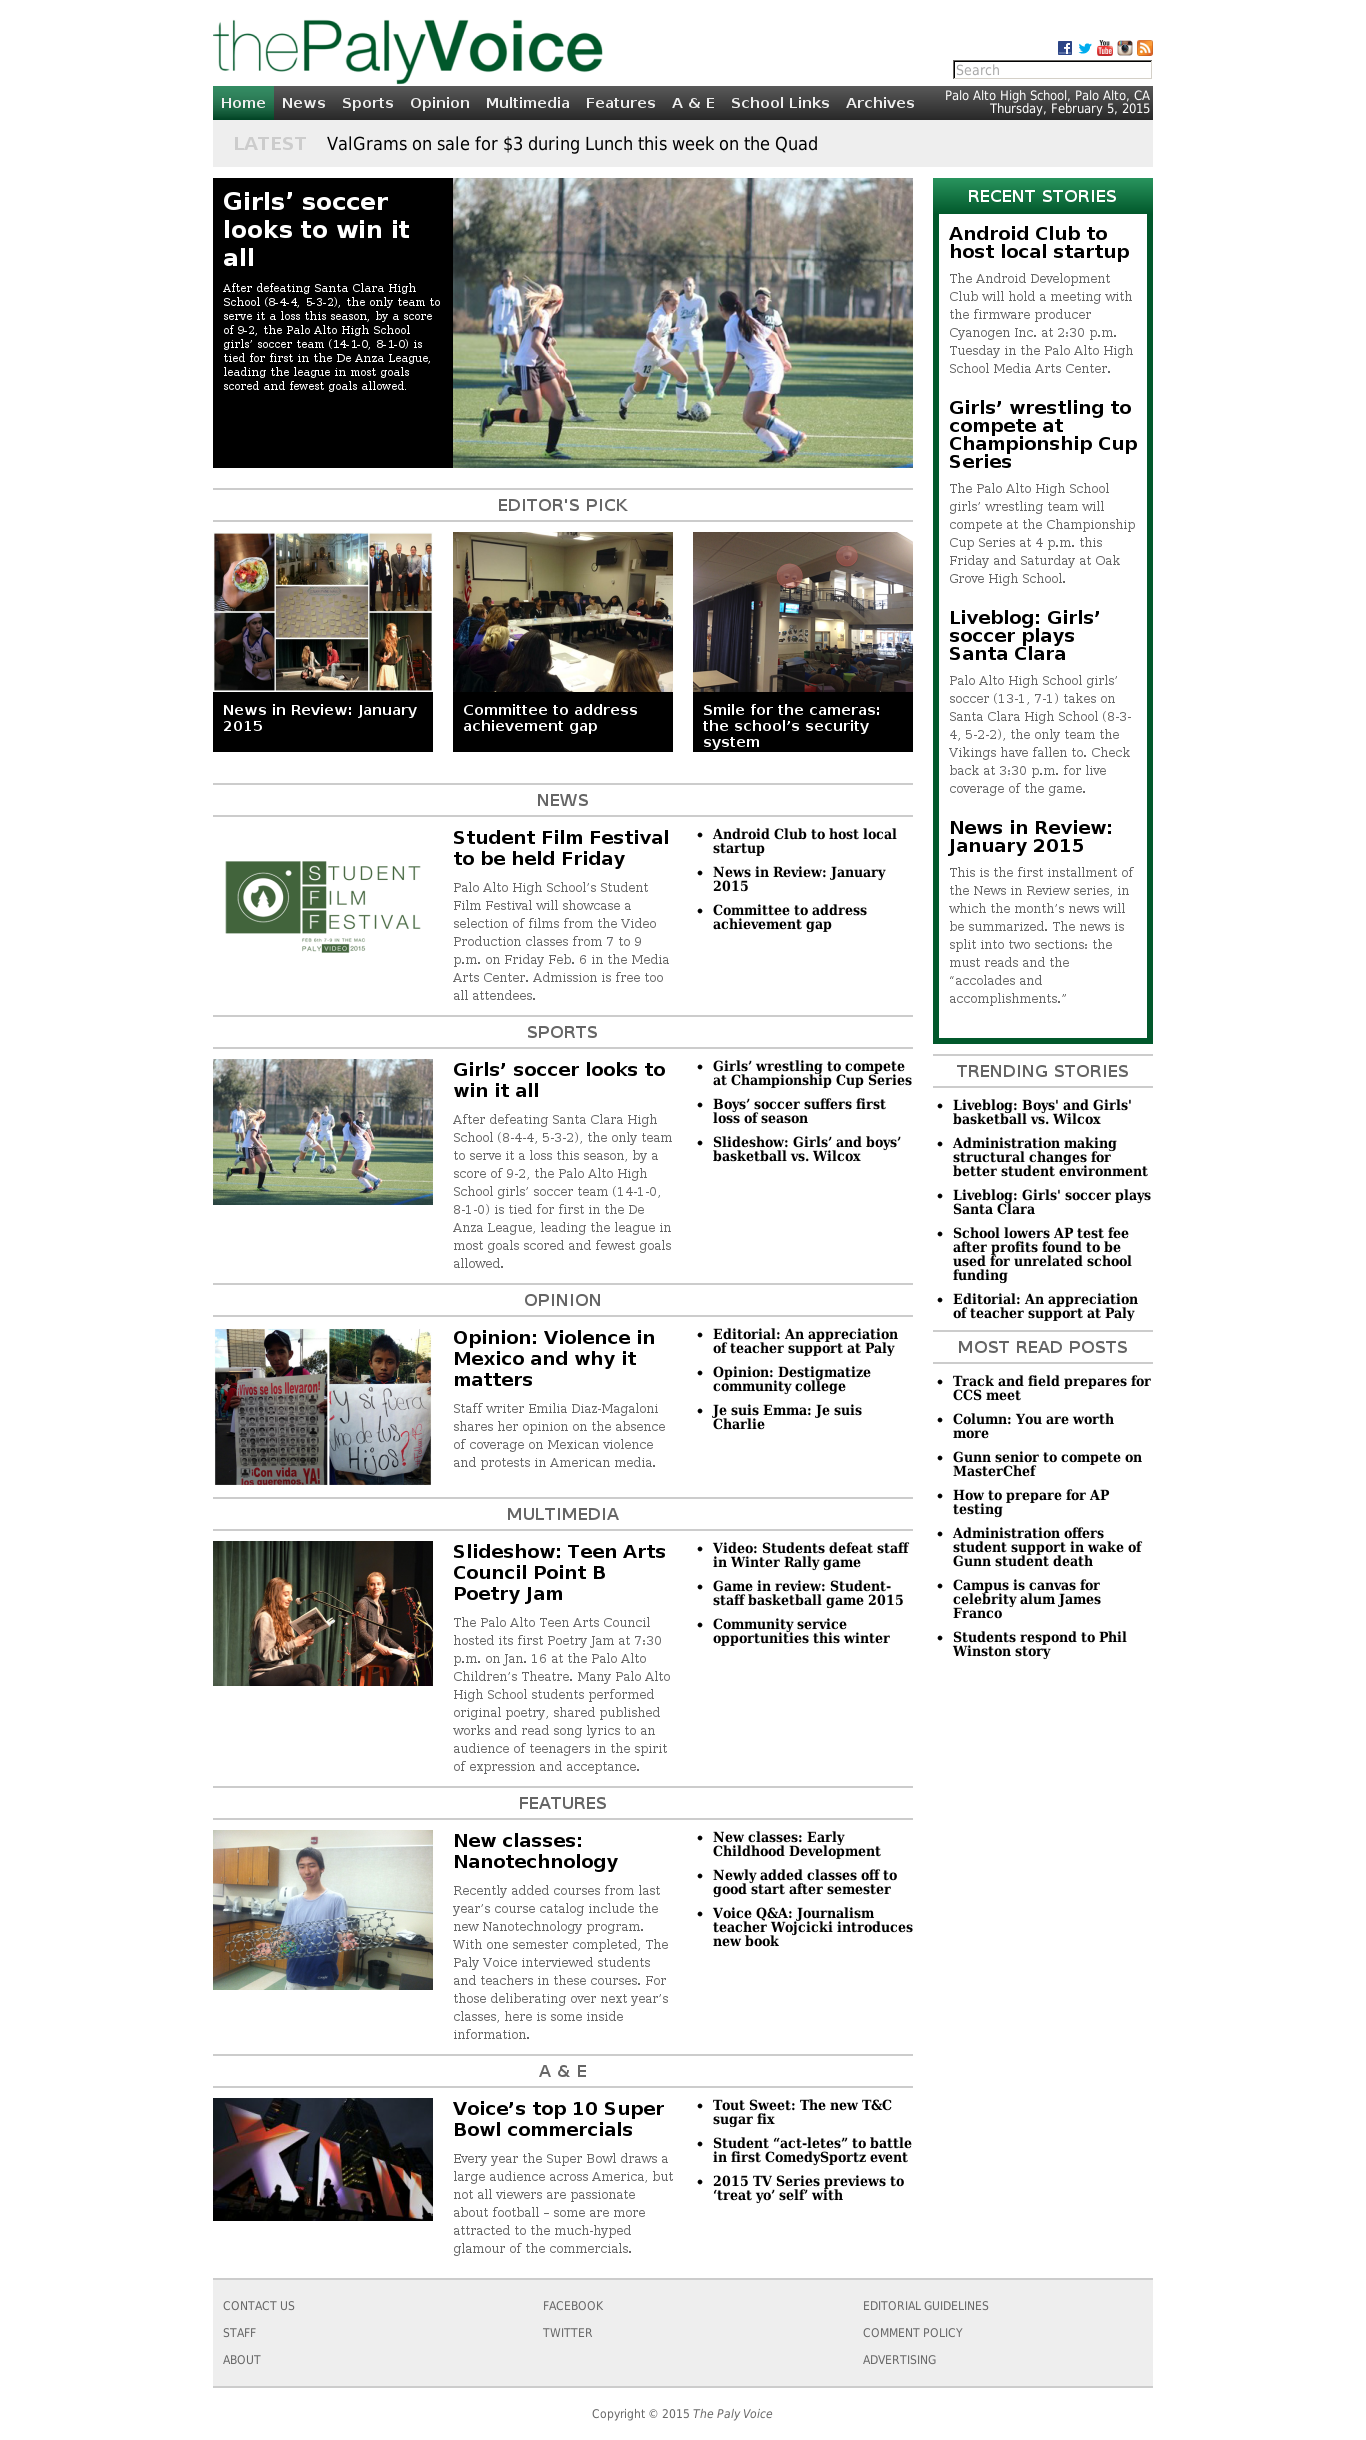 thePalyVoice
Search
Home News Sports Opinion Multimedia Features A & E School Links Archives
Palo Alto High School, Palo Alto, CA
Thursday, February 5, 2015
LATEST ValGrams on sale for $3 during Lunch this week on the Quad
Girls’ soccer
looks to win it
all
After defeating Santa Clara High
School (8-4-4, 5-3-2), the only team to
serve it a loss this season, by a score
of 9-2, the Palo Alto High School
girls’ soccer team (14-1-0, 8-1-0) is
tied for first in the De Anza League,
leading the league in most goals
scored and fewest goals allowed.
EDITOR'S PICK
News in Review: January
2015
Committee to address
achievement gap
Smile for the cameras:
the school’s security
system
NEWS
STUDENT
FILM
FESTIVAL
FEB 6th 7-9 IN THE MAC
PALY VIDEO 2015
Student Film Festival
to be held Friday
Palo Alto High School’s Student
Film Festival will showcase a
selection of films from the Video
Production classes from 7 to 9
p.m. on Friday Feb. 6 in the Media
Arts Center. Admission is free too
all attendees.
Android Club to host local
startup
News in Review: January
2015
Committee to address
achievement gap
SPORTS
Girls’ soccer looks to
win it all
After defeating Santa Clara High
School (8-4-4, 5-3-2), the only team
to serve it a loss this season, by a
score of 9-2, the Palo Alto High
School girls’ soccer team (14-1-0,
8-1-0) is tied for first in the De
Anza League, leading the league in
most goals scored and fewest goals
allowed.
Girls’ wrestling to compete
at Championship Cup Series
Boys’ soccer suffers first
loss of season
Slideshow: Girls’ and boys’
basketball vs. Wilcox
OPINION
¡Vivos se los llevaron!
¡Con vida YA!
los queremos
Y si fuera
uno de tus
Hijos?
Opinion: Violence in
Mexico and why it
matters
Staff writer Emilia Diaz-Magaloni
shares her opinion on the absence
of coverage on Mexican violence
and protests in American media.
Editorial: An appreciation
of teacher support at Paly
Opinion: Destigmatize
community college
Je suis Emma: Je suis
Charlie
MULTIMEDIA
Slideshow: Teen Arts
Council Point B
Poetry Jam
The Palo Alto Teen Arts Council
hosted its first Poetry Jam at 7:30
p.m. on Jan. 16 at the Palo Alto
Children’s Theatre. Many Palo Alto
High School students performed
original poetry, shared published
works and read song lyrics to an
audience of teenagers in the spirit
of expression and acceptance.
Video: Students defeat staff
in Winter Rally game
Game in review: Student-
staff basketball game 2015
Community service
opportunities this winter
FEATURES
New classes:
Nanotechnology
Recently added courses from last
year’s course catalog include the
new Nanotechnology program.
With one semester completed, The
Paly Voice interviewed students
and teachers in these courses. For
those deliberating over next year’s
classes, here is some inside
information.
New classes: Early
Childhood Development
Newly added classes off to
good start after semester
Voice Q&A: Journalism
teacher Wojcicki introduces
new book
A & E
Voice’s top 10 Super
Bowl commercials
Every year the Super Bowl draws a
large audience across America, but
not all viewers are passionate
about football – some are more
attracted to the much-hyped
glamour of the commercials.
Tout Sweet: The new T&C
sugar fix
Student “act-letes” to battle
in first ComedySportz event
2015 TV Series previews to
‘treat yo’ self’ with
RECENT STORIES
Android Club to
host local startup
The Android Development
Club will hold a meeting with
the firmware producer
Cyanogen Inc. at 2:30 p.m.
Tuesday in the Palo Alto High
School Media Arts Center.
Girls’ wrestling to
compete at
Championship Cup
Series
The Palo Alto High School
girls’ wrestling team will
compete at the Championship
Cup Series at 4 p.m. this
Friday and Saturday at Oak
Grove High School.
Liveblog: Girls’
soccer plays
Santa Clara
Palo Alto High School girls’
soccer (13-1, 7-1) takes on
Santa Clara High School (8-3-
4, 5-2-2), the only team the
Vikings have fallen to. Check
back at 3:30 p.m. for live
coverage of the game.
News in Review:
January 2015
This is the first installment of
the News in Review series, in
which the month’s news will
be summarized. The news is
split into two sections: the
must reads and the
“accolades and
accomplishments.”
TRENDING STORIES
Liveblog: Boys' and Girls'
basketball vs. Wilcox
Administration making
structural changes for
better student environment
Liveblog: Girls' soccer plays
Santa Clara
School lowers AP test fee
after profits found to be
used for unrelated school
funding
Editorial: An appreciation
of teacher support at Paly
MOST READ POSTS
Track and field prepares for
CCS meet
Column: You are worth
more
Gunn senior to compete on
MasterChef
How to prepare for AP
testing
Administration offers
student support in wake of
Gunn student death
Campus is canvas for
celebrity alum James
Franco
Students respond to Phil
Winston story
CONTACT US
STAFF
ABOUT
FACEBOOK
TWITTER
EDITORIAL GUIDELINES
COMMENT POLICY
ADVERTISING
Copyright © 2015 The Paly Voice